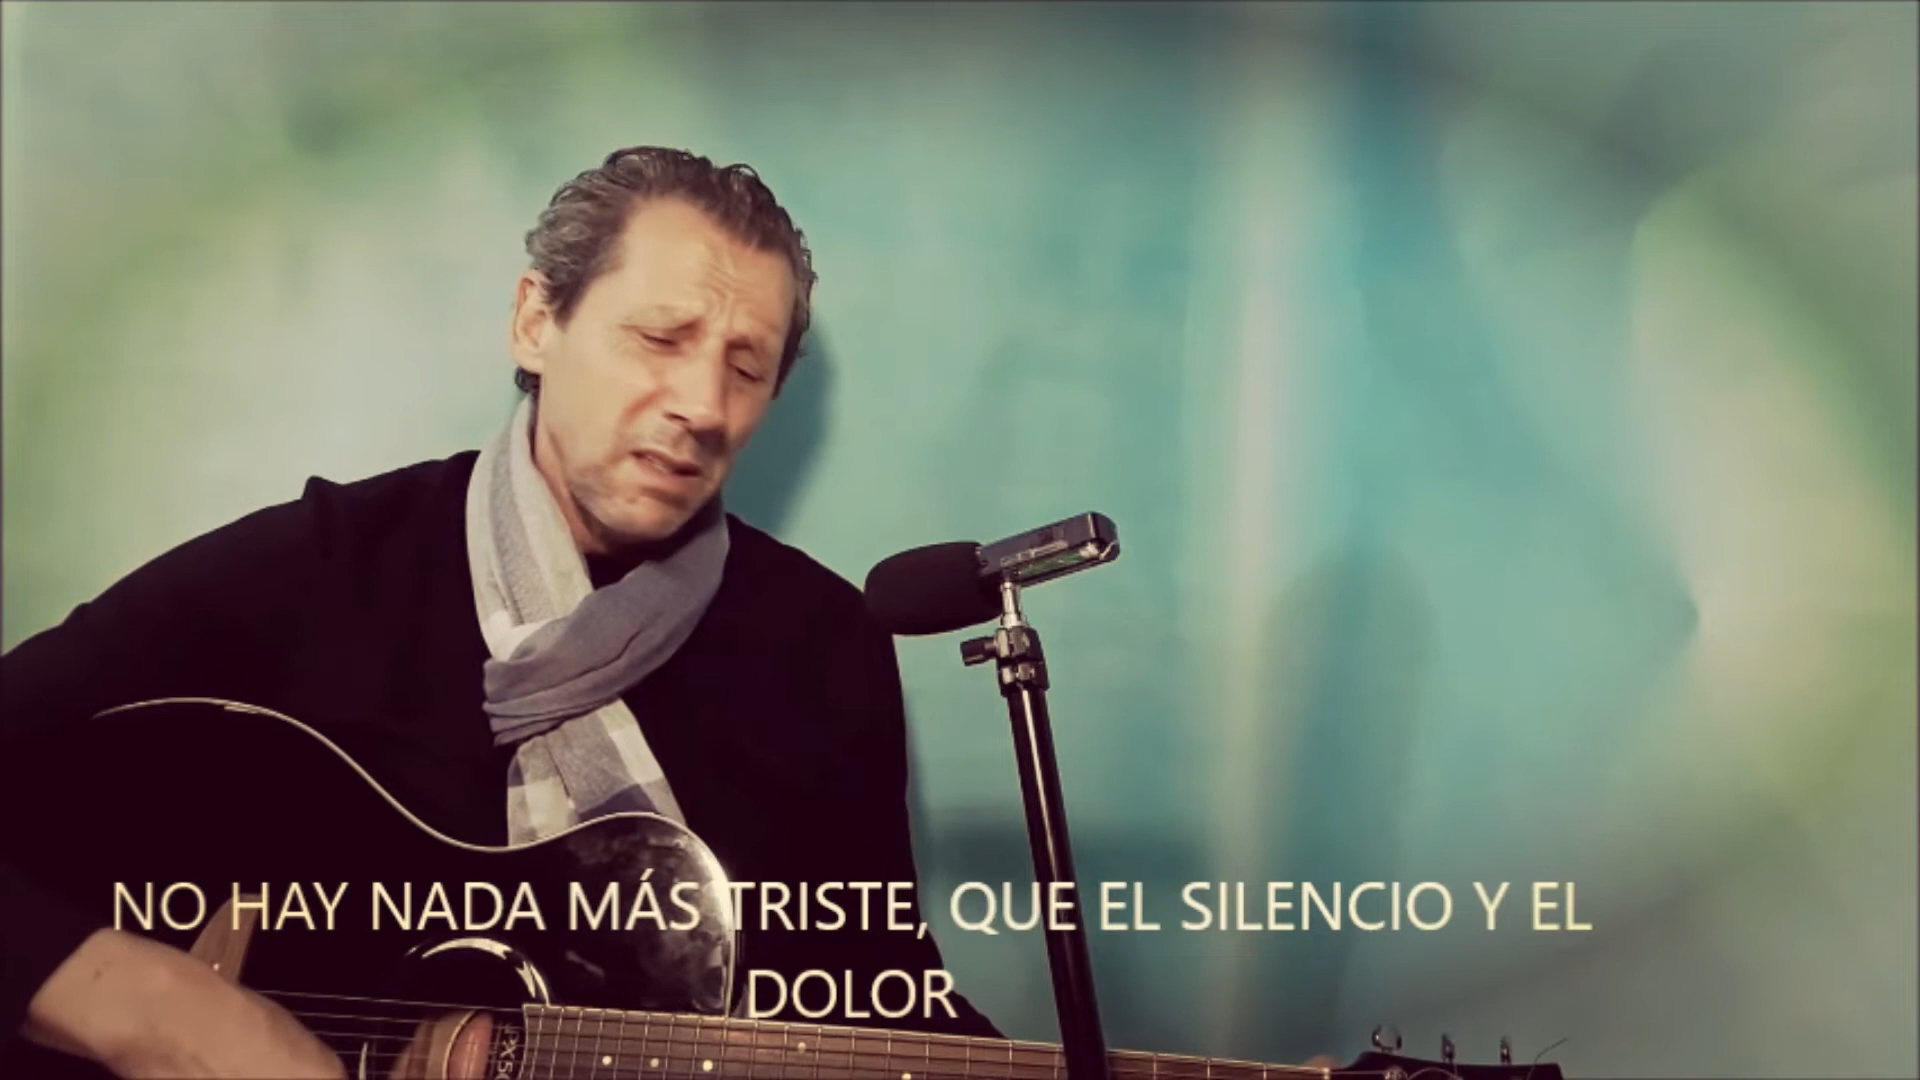 NO HAY NADA MÁS TRISTE, QUE EL SILENCIO Y EL
DOLOR